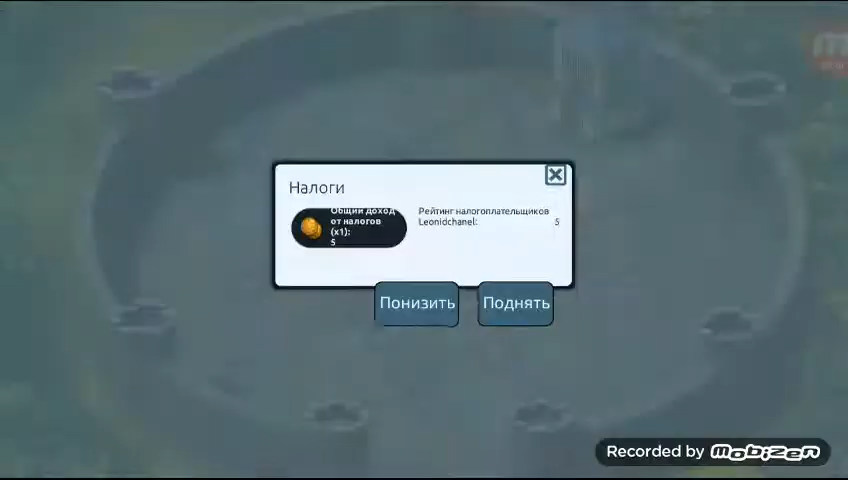 Налоги
Общий доход
от налогов
(x1):
5
Рейтинг налогоплательщиков
Leonidchanel: 5
Понизить
Поднять
Recorded by mobizen